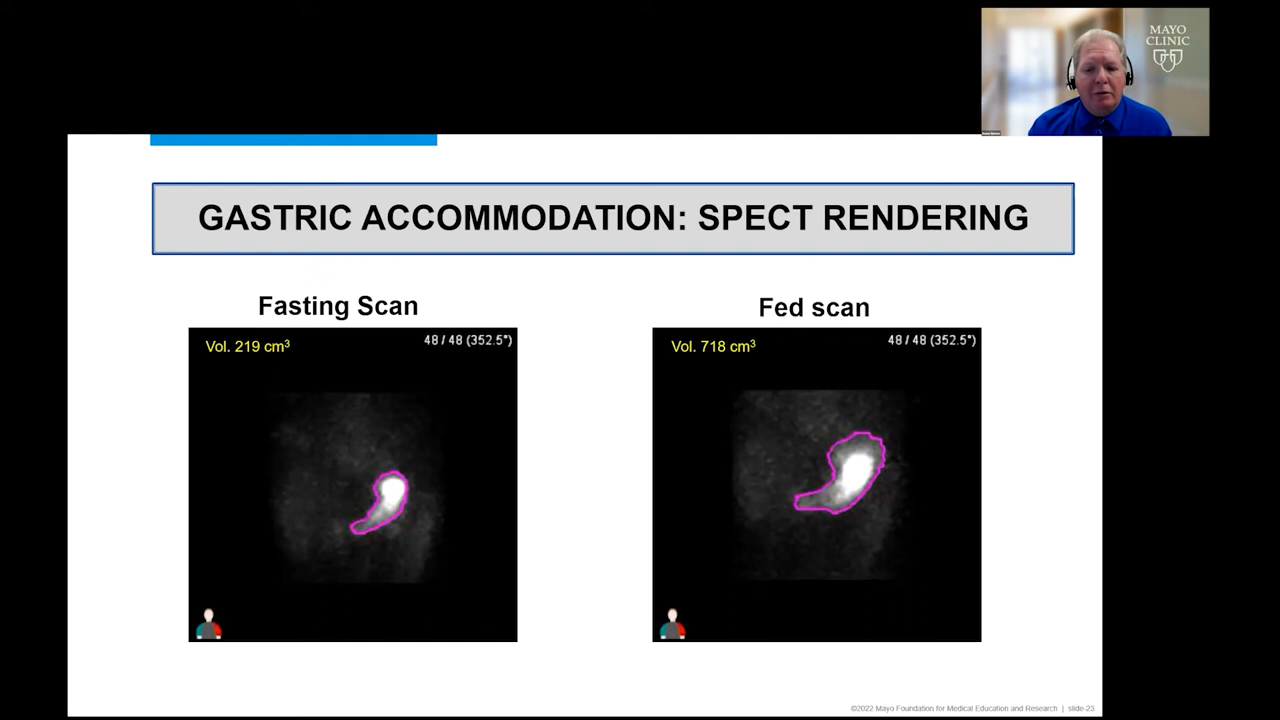 MAYO
CLINIC
GASTRIC ACCOMMODATION: SPECT RENDERING
Fasting Scan
Fed scan
Vol. 219 cm³
48 / 48 (352.5°)
Vol. 718 cm³
48 / 48 (352.5°)
©2022 Mayo Foundation for Medical Education and Research | slide-23